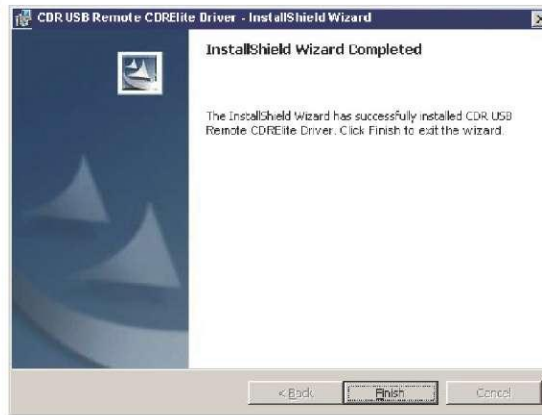 CDR USB Remote CDRElite Driver - InstallShield Wizard
InstallShield Wizard Completed
The InstallShield Wizard has successfully installed CDR USB
Remote CDRElite Driver. Click Finish to exit the wizard.
< Back
Finish
Cancel